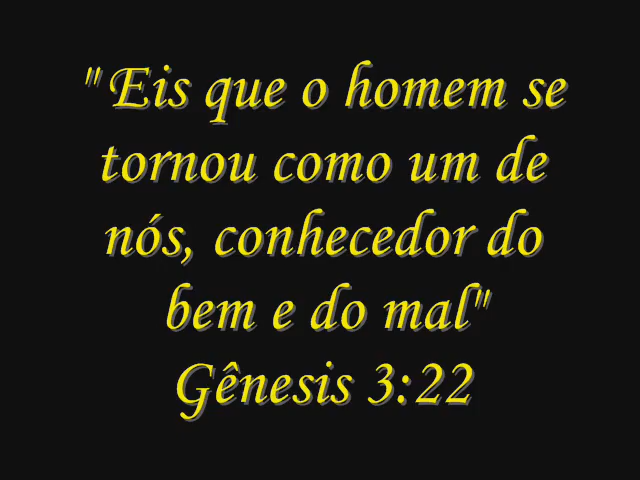 "Eis que o homem se
tornou como um de
nós, conhecedor do
bem e do mal"
Gênesis 3:22